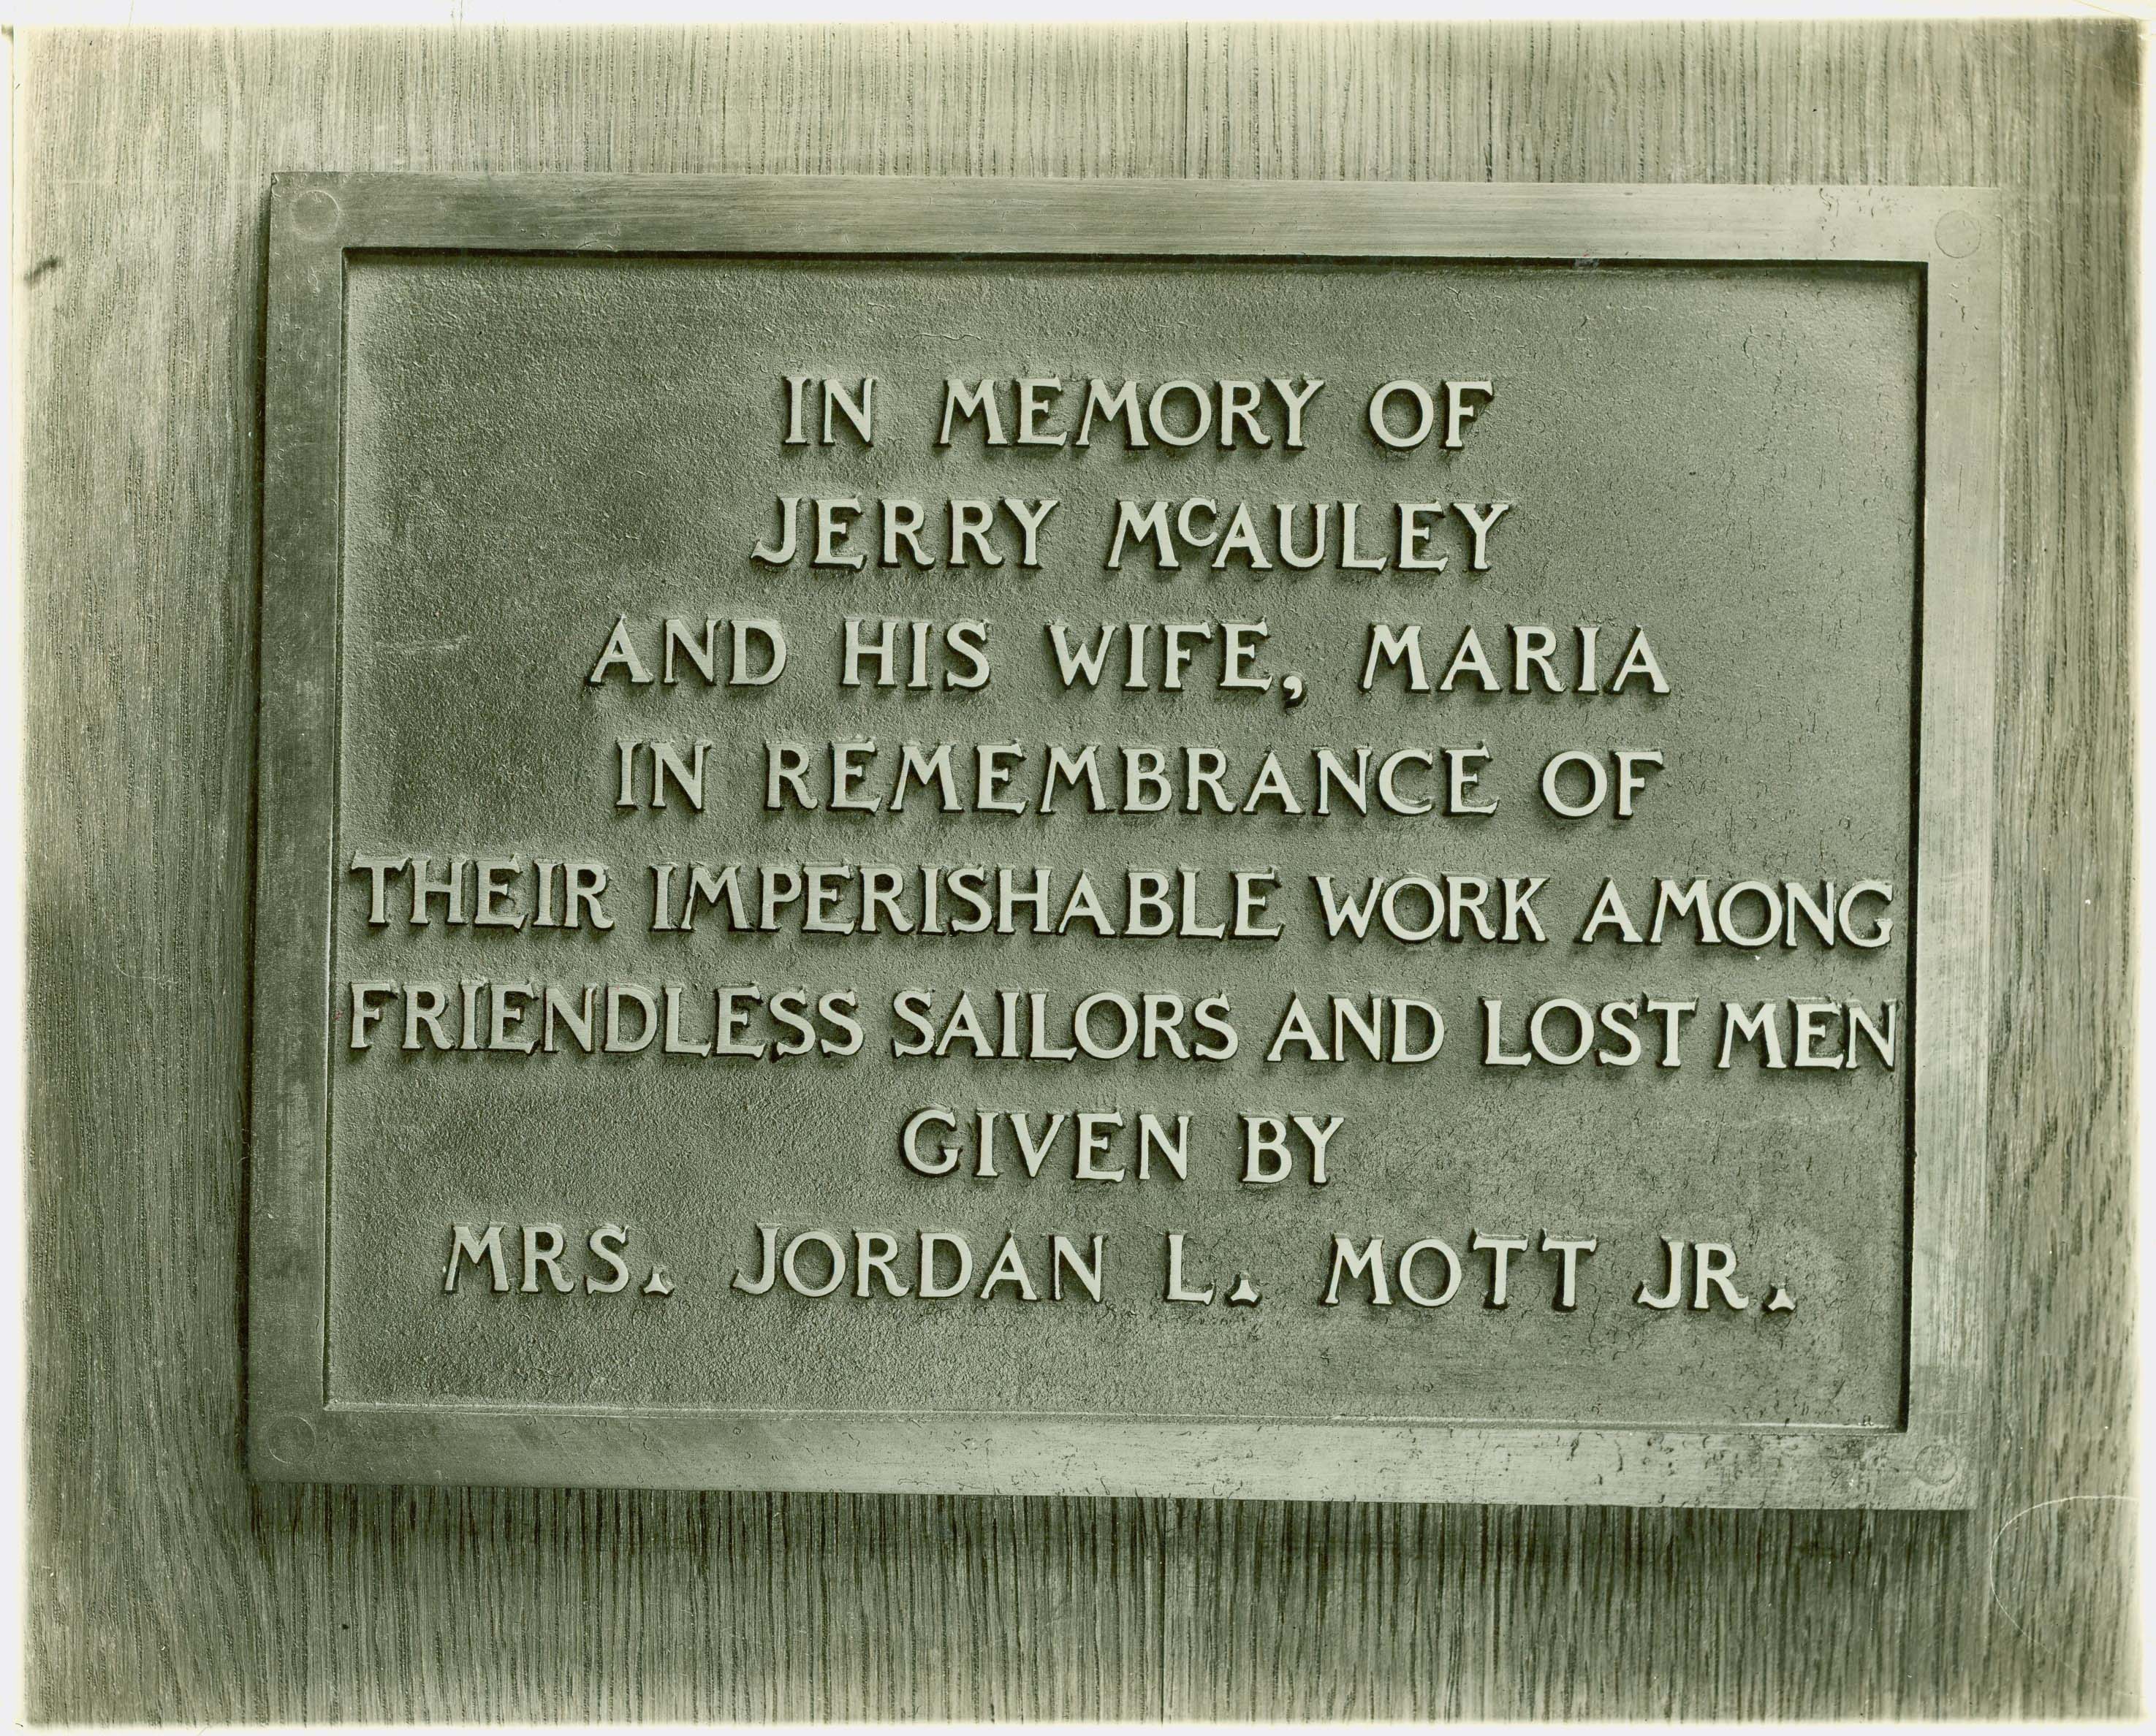 IN MEMORY OF
JERRY MCAULEY
AND HIS WIFE, MARIA
IN REMEMBRANCE OF
THEIR IMPERISHABLE WORK AMONG
FRIENDLESS SAILORS AND LOST MEN
GIVEN BY
MRS. JORDAN L. MOTT JR.